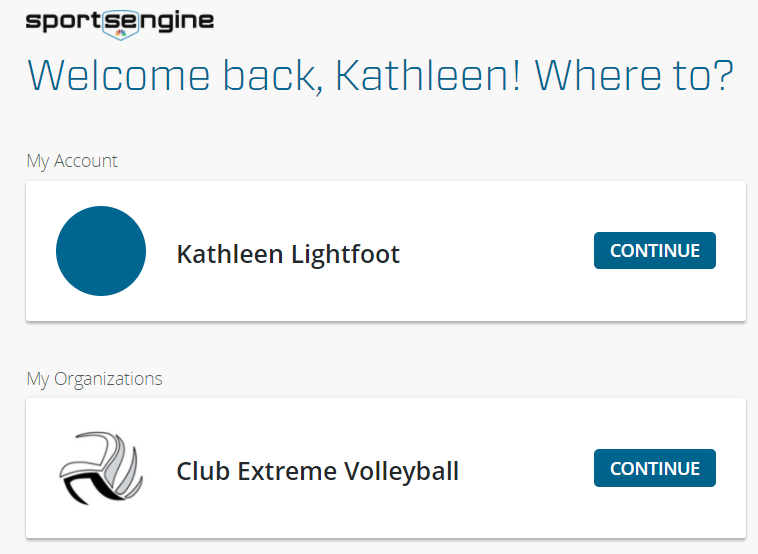 sportsengine
Welcome back, Kathleen! Where to?
My Account
Kathleen Lightfoot
CONTINUE
My Organizations
Club Extreme Volleyball
CONTINUE